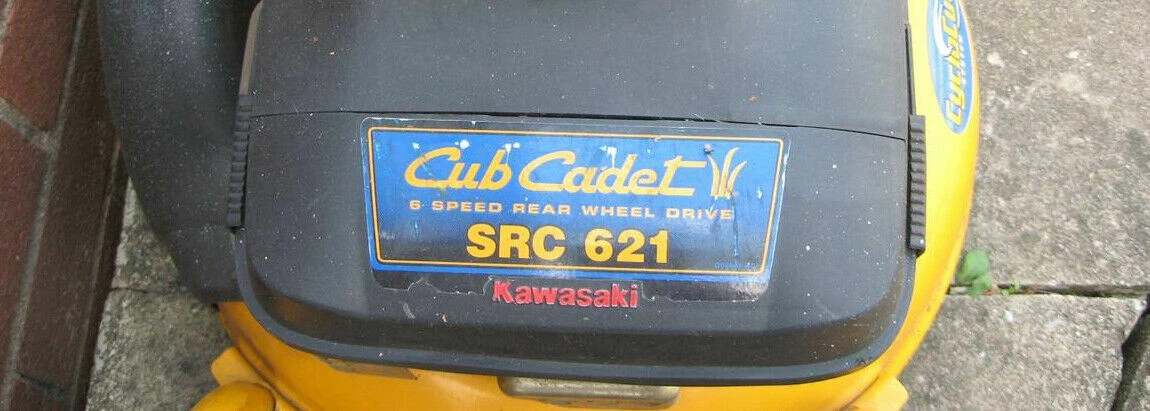 Cub Cadet
6 SPEED REAR WHEEL DRIVE
SRC 621
Kawasaki